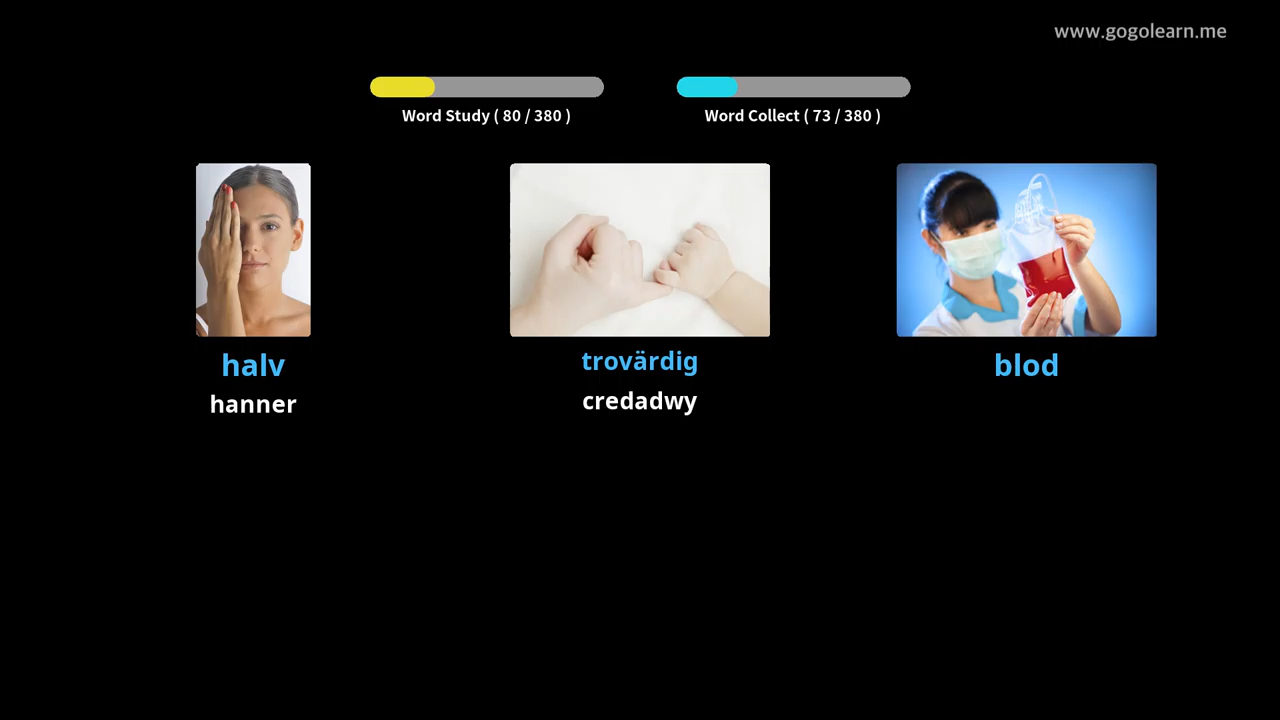 www.gogolearn.me
Word Study ( 80 / 380 )
Word Collect ( 73 / 380 )
halv
hanner
trovärdig
credadwy
blod